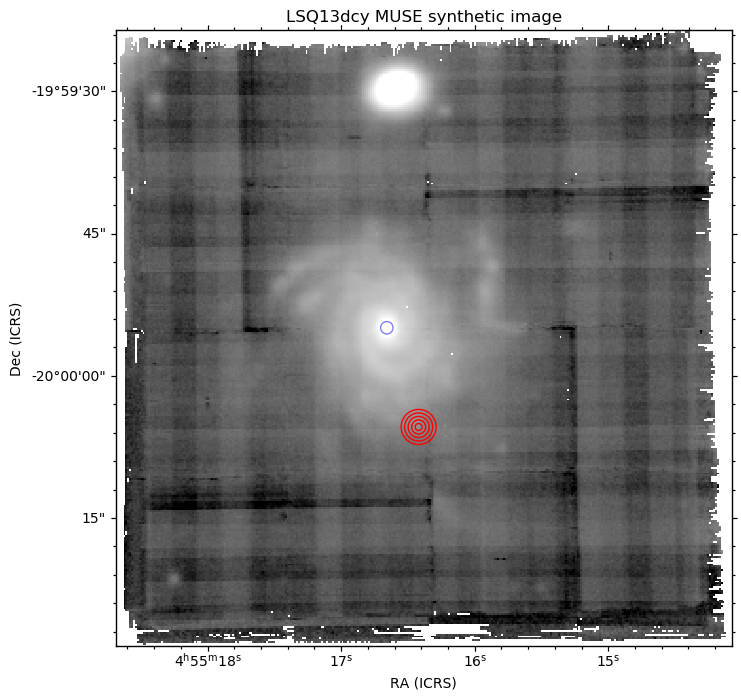 LSQ13dcy MUSE synthetic image
-19°59'30"
45"
-20°00'00"
15"
Dec (ICRS)
4ʰ55ᵐ18ˢ 17ˢ 16ˢ 15ˢ
RA (ICRS)